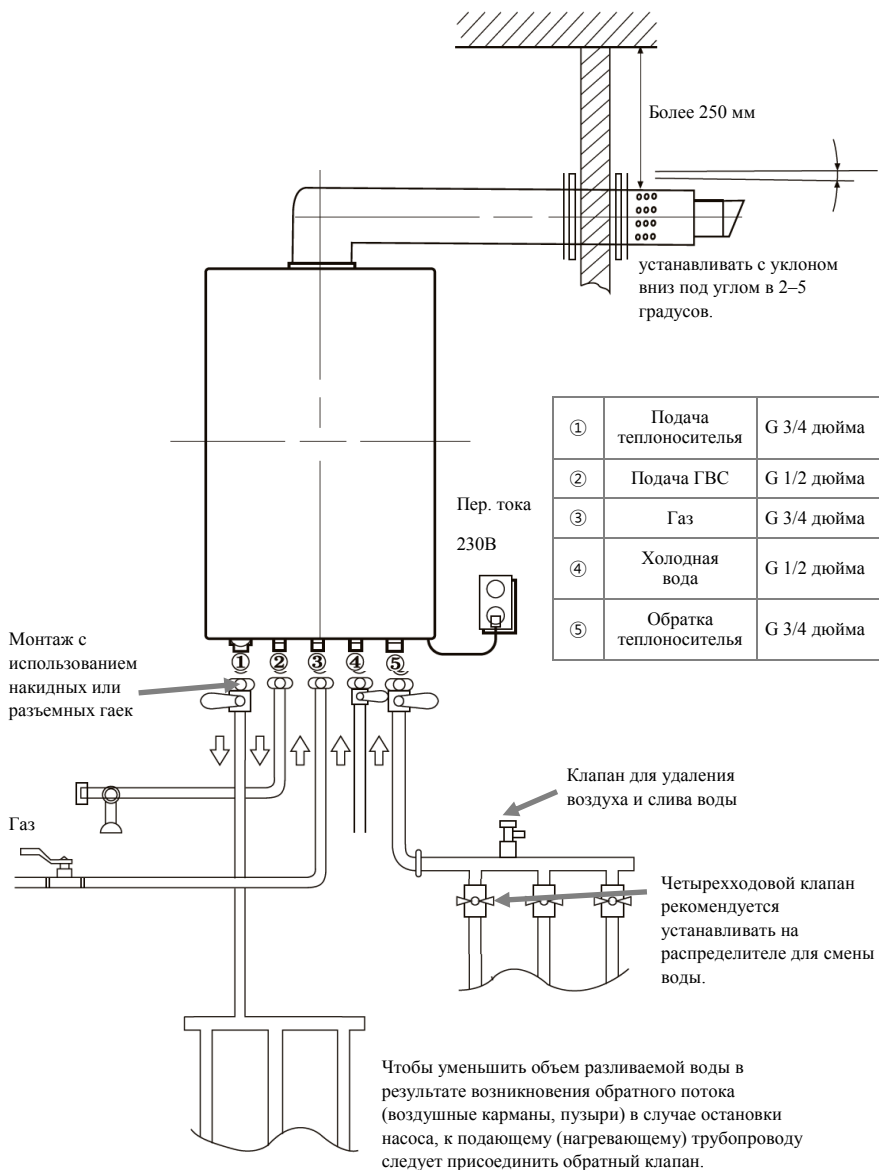 Более 250 мм
устанавливать с уклоном
вниз под углом в 2–5
градусов.
① Подача теплоносителья G 3/4 дюйма
② Подача ГВС G 1/2 дюйма
③ Газ G 3/4 дюйма
④ Холодная вода G 1/2 дюйма
⑤ Обратка теплоносителья G 3/4 дюйма
Пер. тока
230В
Монтаж с
использованием
накидных или
разъемных гаек
① ② ③ ④ ⑤
Газ
Клапан для удаления
воздуха и слива воды
Четырехходовой клапан
рекомендуется
устанавливать на
распределителе для смены
воды.
Чтобы уменьшить объем разливаемой воды в
результате возникновения обратного потока
(воздушные карманы, пузыри) в случае остановки
насоса, к подающему (нагревающему) трубопроводу
следует присоединить обратный клапан.